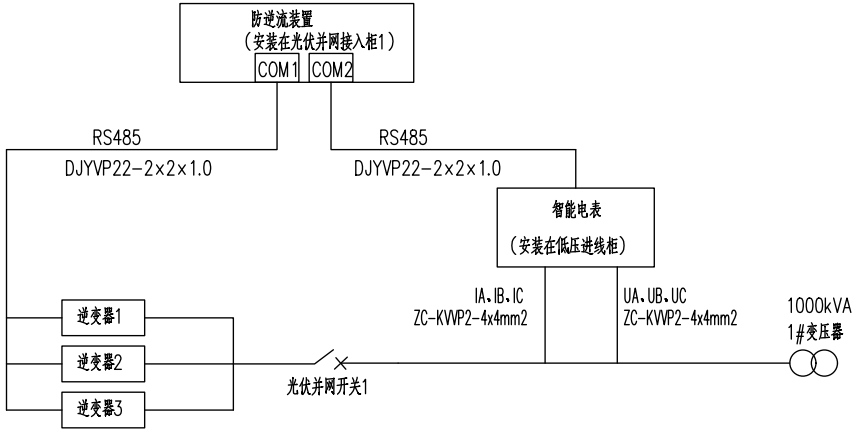 防逆流装置
（安装在光伏并网接入柜1）
COM1 COM2
RS485
DJYVP22-2×2×1.0
RS485
DJYVP22-2×2×1.0
智能电表
（安装在低压进线柜）
IA、IB、IC
ZC-KVVP2-4x4mm2
UA、UB、UC
ZC-KVVP2-4x4mm2
1000kVA
1#变压器
逆变器1
逆变器2
逆变器3
光伏并网开关1